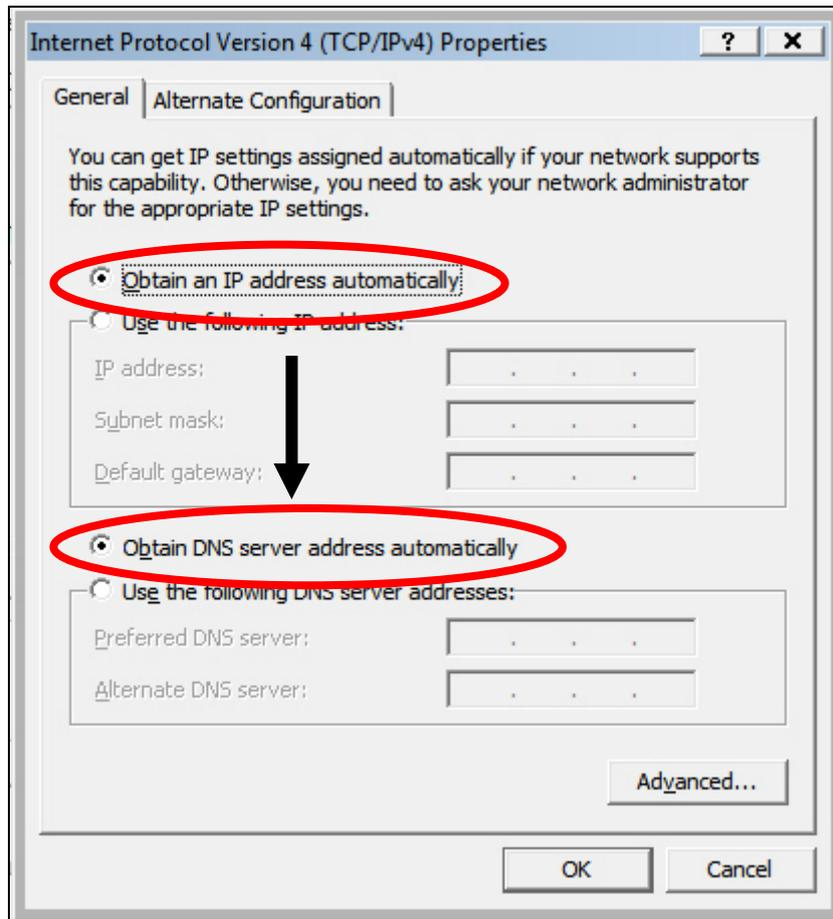 Internet Protocol Version 4 (TCP/IPv4) Properties
?
General
Alternate Configuration
You can get IP settings assigned automatically if your network supports
this capability. Otherwise, you need to ask your network administrator
for the appropriate IP settings.
Obtain an IP address automatically
Use the following IP address:
IP address:
Subnet mask:
Default gateway:
Obtain DNS server address automatically
Use the following DNS server addresses:
Preferred DNS server:
Alternate DNS server:
Advanced...
OK
Cancel